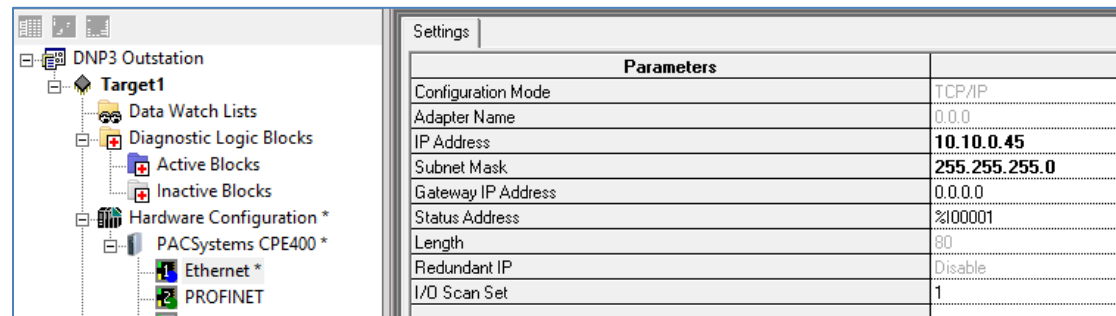 DNP3 Outstation
Target1
Data Watch Lists
Diagnostic Logic Blocks
Active Blocks
Inactive Blocks
Hardware Configuration *
PACSystems CPE400 *
1 Ethernet *
2 PROFINET
Settings
Parameters
Configuration Mode TCP/IP
Adapter Name 0.0.0
IP Address 10.10.0.45
Subnet Mask 255.255.255.0
Gateway IP Address 0.0.0.0
Status Address %I00001
Length 80
Redundant IP Disable
I/O Scan Set 1